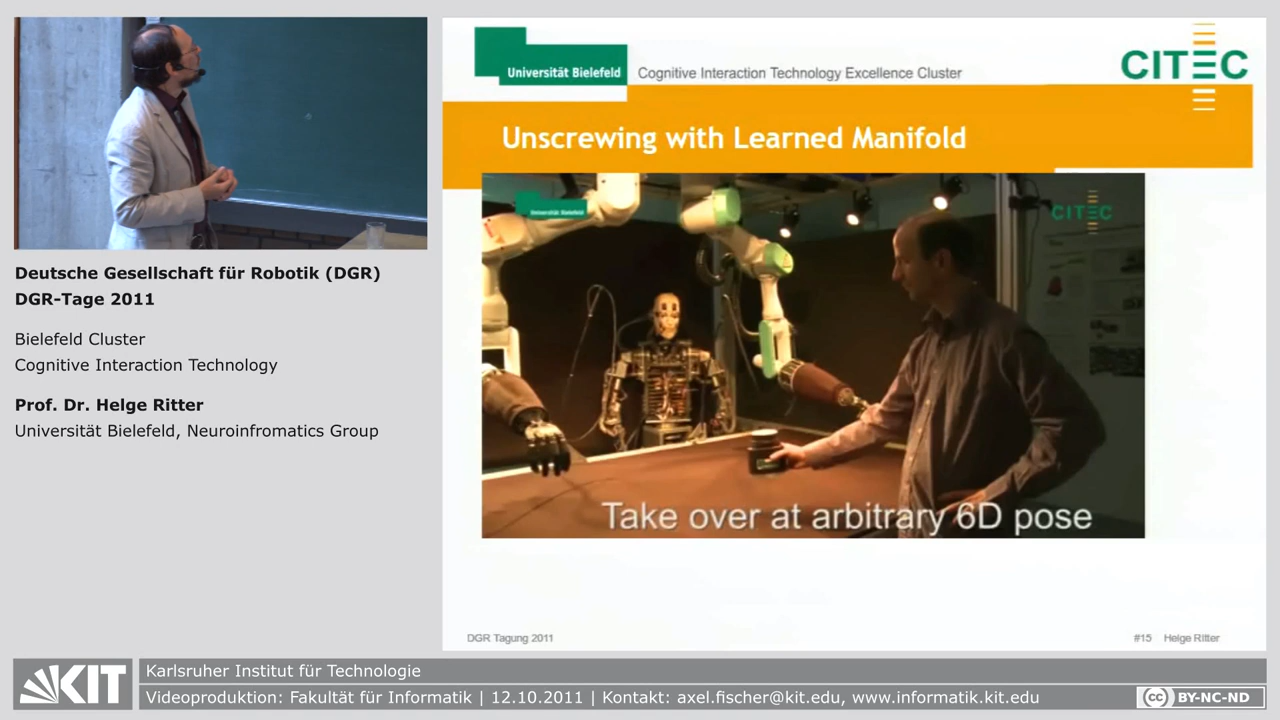 Deutsche Gesellschaft für Robotik (DGR)
DGR-Tage 2011
Bielefeld Cluster
Cognitive Interaction Technology
Prof. Dr. Helge Ritter
Universität Bielefeld, Neuroinfromatics Group
Universität Bielefeld
Cognitive Interaction Technology Excellence Cluster
CITEC
Unscrewing with Learned Manifold
Universität Bielefeld
CITEC
Take over at arbitrary 6D pose
DGR Tagung 2011
#15 Helge Ritter
KIT
Karlsruher Institut für Technologie
Videoproduktion: Fakultät für Informatik | 12.10.2011 | Kontakt: axel.fischer@kit.edu, www.informatik.kit.edu
cc BY-NC-ND